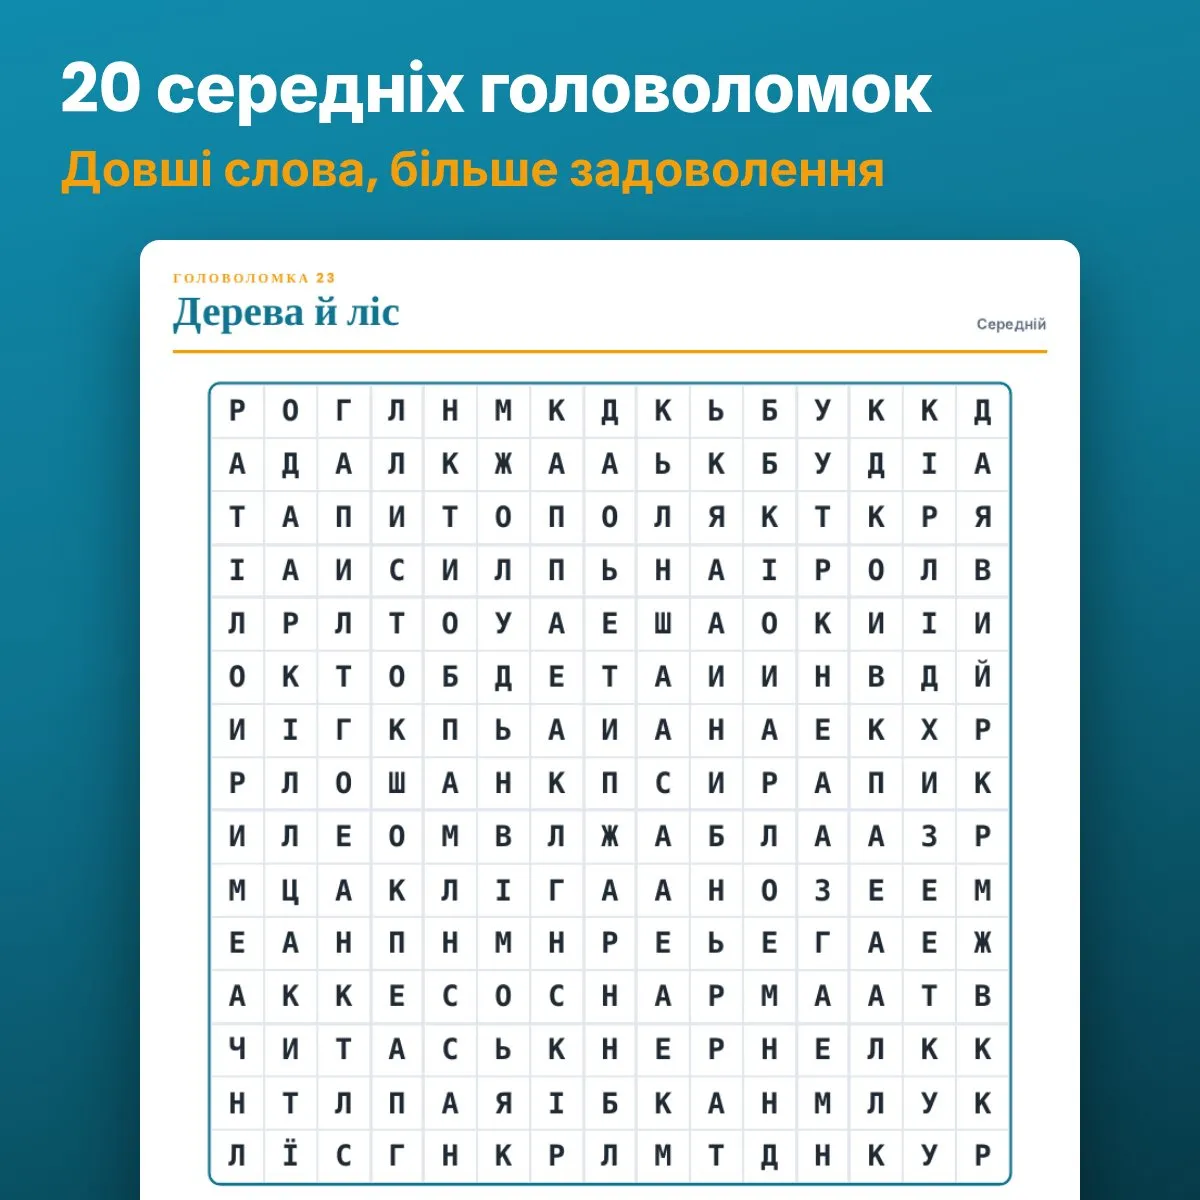 20 середніх головоломок
Довші слова, більше задоволення
ГОЛОВОЛОМКА 23
Дерева й ліс
Середній
Р О Г Л Н М К Д К Ь Б У К К Д
А Д А Л К Ж А А Ь К Б У Д І А
Т А П И Т О П О Л Я К Т К Р Я
І А И С И Л П Ь Н А І Р О Л В
Л Р Л Т О У А Е Ш А О К И І И
О К Т О Б Д Е Т А И И Н В Д Й
И І Г К П Ь А И А Н А Е К Х Р
Р Л О Ш А Н К П С И Р А П И К
И Л Е О М В Л Ж А Б Л А А З Р
М Ц А К Л І Г А А Н О З Е Е М
Е А Н П Н М Н Р Е Ь Е Г А Е Ж
А К К Е С О С Н А Р М А А Т В
Ч И Т А С Ь К Н Е Р Н Е Л К К
Н Т Л П А Я І Б К А Н М Л У К
Л Ї С Г Н К Р Л М Т Д Н К У Р